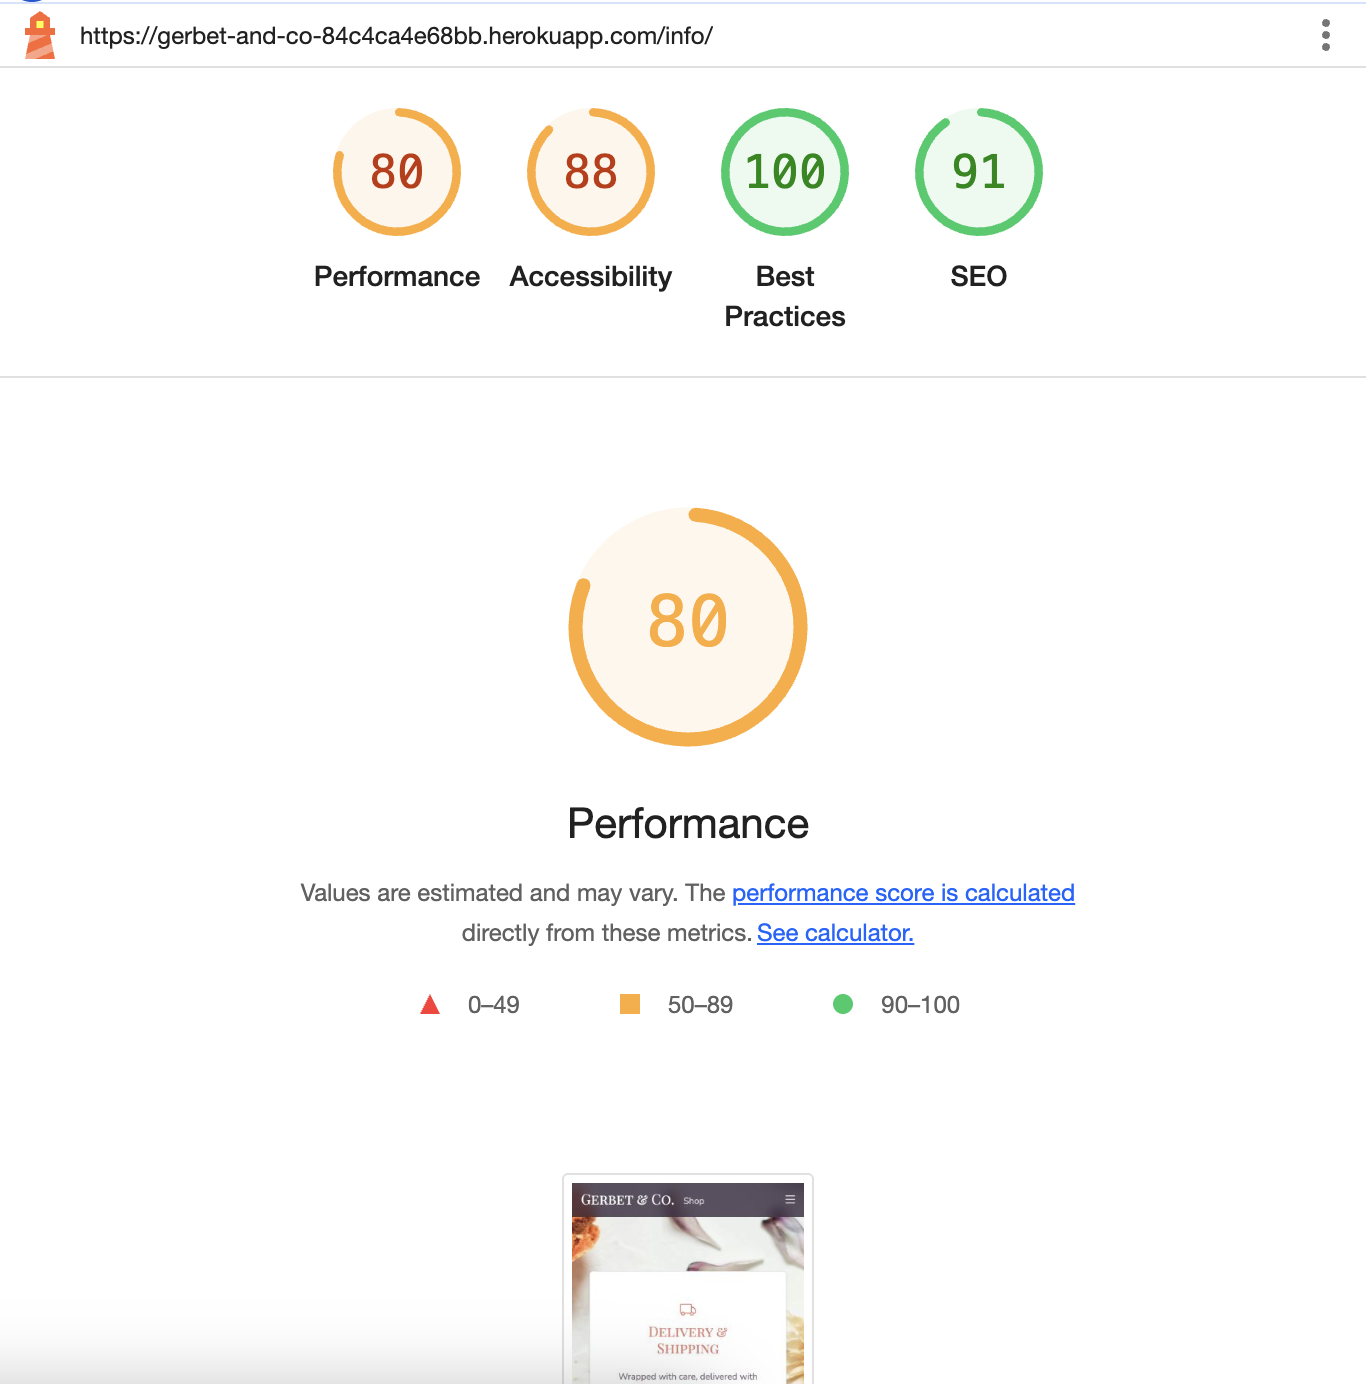 https://gerbet-and-co-84c4ca4e68bb.herokuapp.com/info/
80
88
100
91
Performance
Accessibility
Best
Practices
SEO
80
Performance
Values are estimated and may vary. The performance score is calculated
directly from these metrics. See calculator.
0–49
50–89
90–100
GERBET & CO. Shop
DELIVERY &
SHIPPING
Wrapped with care, delivered with